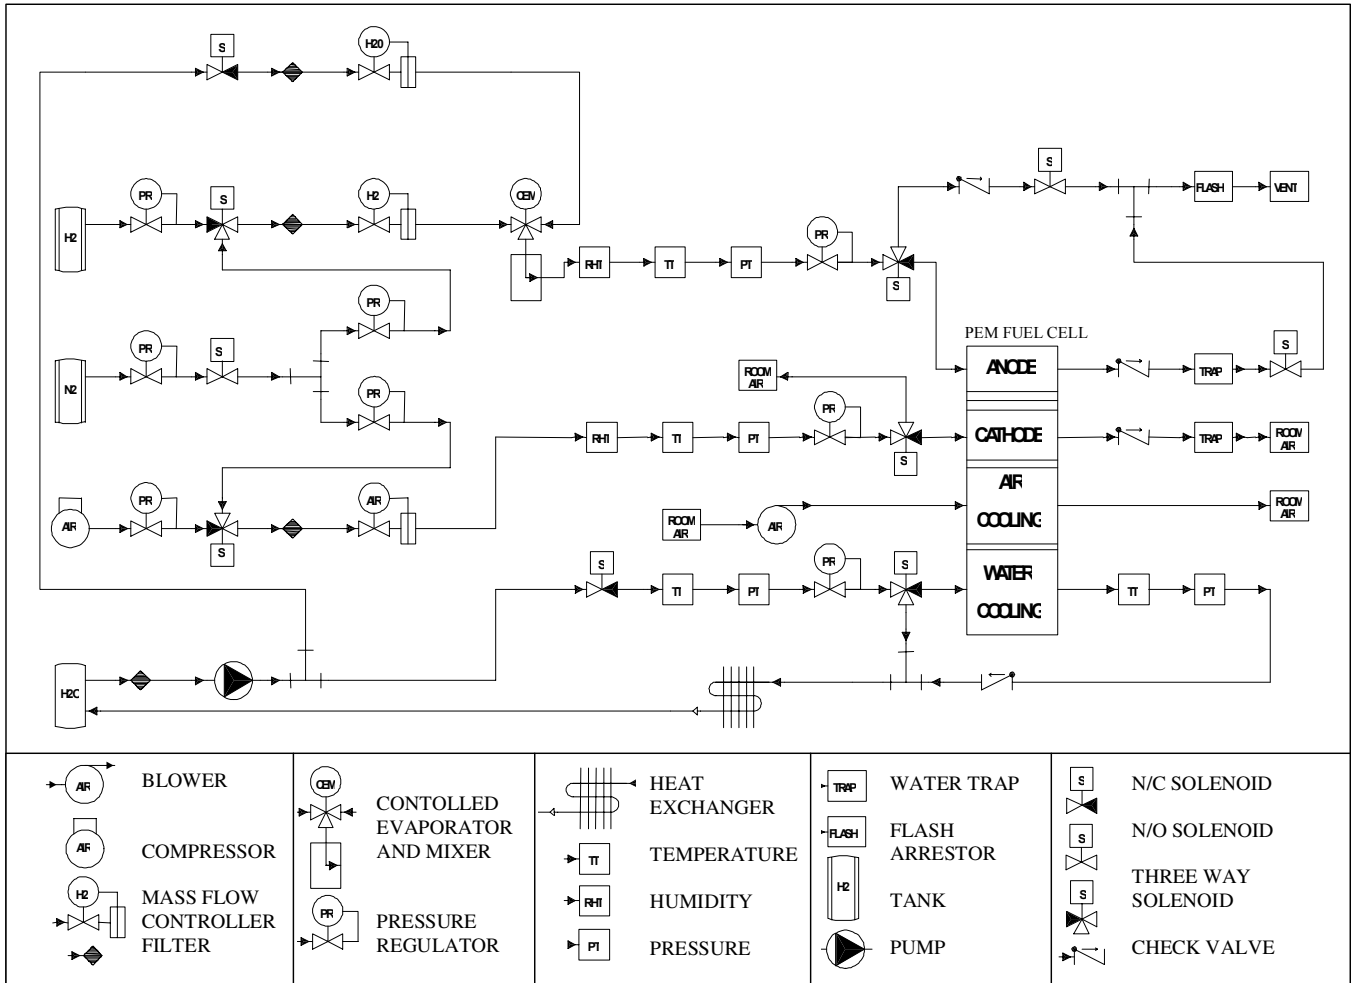 S
H20
S
PR
S
H2
CEM
FLASH
VENT
H2
PR
RHT
TT
PT
S
PR
PEM FUEL CELL
S
PR
S
N2
ROOM
AIR
ANODE
TRAP
PR
PR
RHT
TT
PT
CATHODE
TRAP
ROOM
AIR
S
PR
AIR
AIR
COOLING
AIR
S
ROOM
AIR
AIR
ROOM
AIR
S
PR
S
TT
PT
WATER
COOLING
TT
PT
H2O
AIR
BLOWER
AIR
COMPRESSOR
H2
MASS FLOW
CONTROLLER
FILTER
CEM
CONTOLLED
EVAPORATOR
AND MIXER
PR
PRESSURE
REGULATOR
HEAT
EXCHANGER
TT
TEMPERATURE
RHT
HUMIDITY
PT
PRESSURE
TRAP
WATER TRAP
FLASH
FLASH
ARRESTOR
H2
TANK
PUMP
S
N/C SOLENOID
S
N/O SOLENOID
S
THREE WAY
SOLENOID
CHECK VALVE